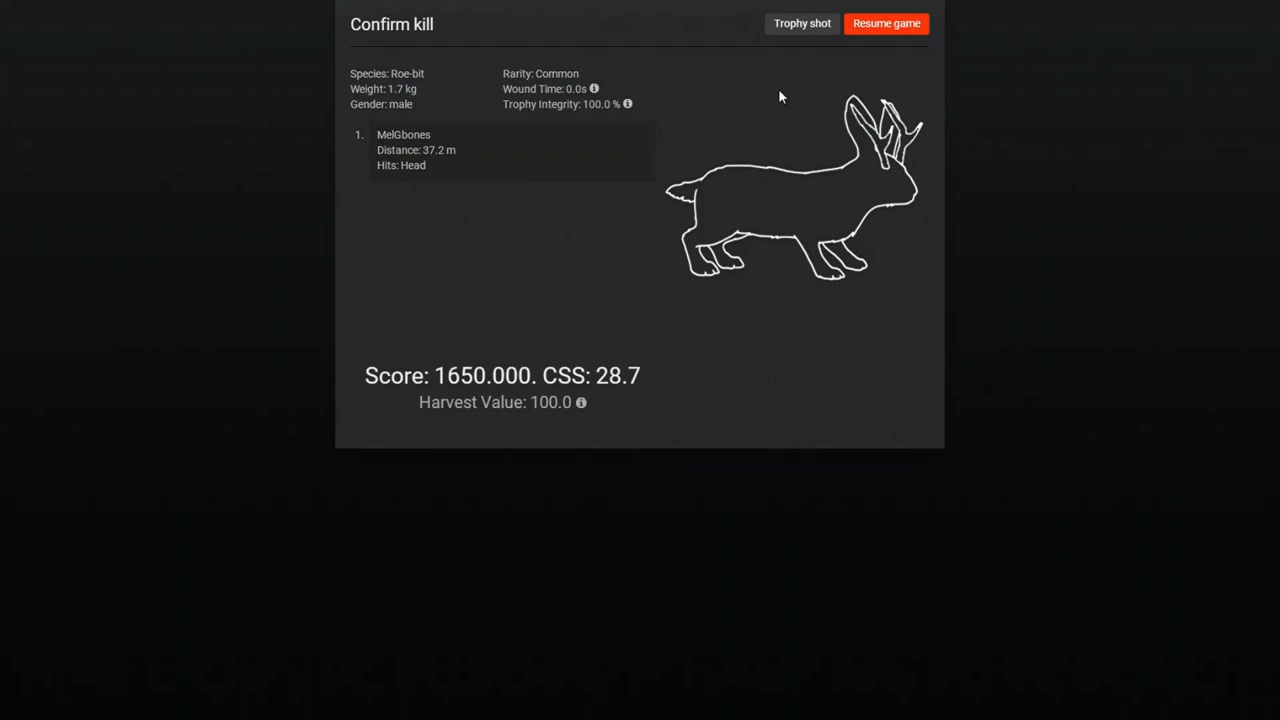 Confirm kill
Trophy shot
Resume game
Species: Roe-bit
Weight: 1.7 kg
Gender: male
Rarity: Common
Wound Time: 0.0s
Trophy Integrity: 100.0 %
1. MelGbones
Distance: 37.2 m
Hits: Head
Score: 1650.000. CSS: 28.7
Harvest Value: 100.0